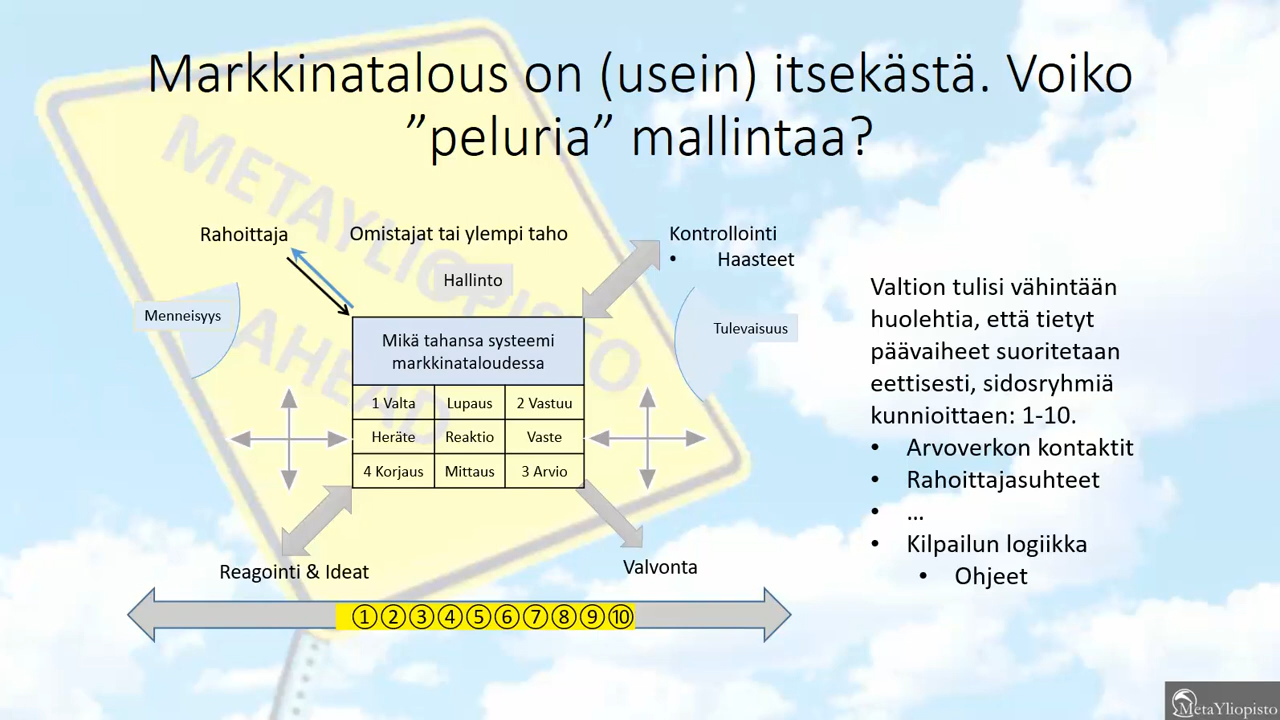 Markkinatalous on (usein) itsekästä. Voiko
”peluria” mallintaa?
METAYLIOPISTO
AHEAD
Rahoittaja
Omistajat tai ylempi taho
Kontrollointi
• Haasteet
Hallinto
Menneisyys
Tulevaisuus
Mikä tahansa systeemi
markkinataloudessa
1 Valta Lupaus 2 Vastuu
Heräte Reaktio Vaste
4 Korjaus Mittaus 3 Arvio
Reagointi & Ideat
Valvonta
①②③④⑤⑥⑦⑧⑨⑩
Valtion tulisi vähintään
huolehtia, että tietyt
päävaiheet suoritetaan
eettisesti, sidosryhmiä
kunnioittaen: 1-10.
• Arvoverkon kontaktit
• Rahoittajasuhteet
• …
• Kilpailun logiikka
• Ohjeet
MetaYliopisto